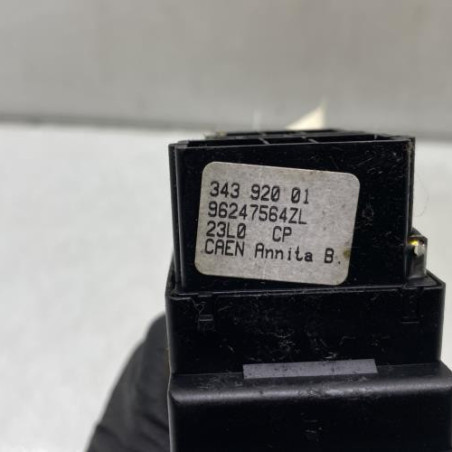 343 920 01
96247564ZL
23L0 CP
CAEN Annita B.